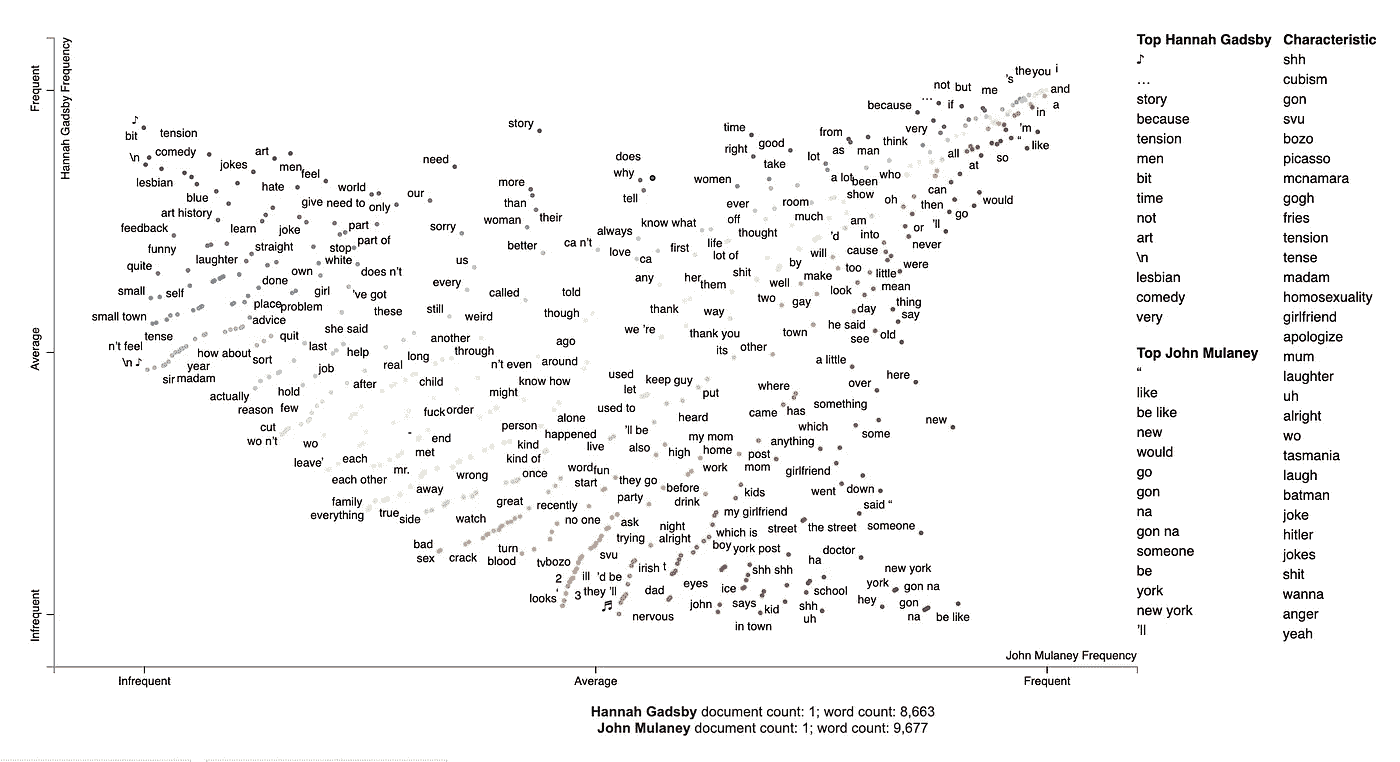 Top Hannah Gadsby Characteristic
Hannah Gadsby Frequency
Frequent
Average
Infrequent
♪ shh
… cubism
story gon
because svu
tension bozo
men picasso
bit mcnamara
time gogh
not fries
art tension
\n tense
lesbian madam
comedy homosexuality
very girlfriend
apologize
Top John Mulaney mum
“ laughter
like uh
be like alright
new wo
would tasmania
go laugh
gon batman
na joke
gon na hitler
someone jokes
be shit
york wanna
new york anger
'll yeah
's the you i
not but me and
… if in a
because 'm
♪ story time from very “ like
bit tension good as man think all so
\n comedy art need does right lot at
jokes men feel why take a lot been who
lesbian hate world more tell women show can would
blue give need to only our than ever room oh then go
art history woman their off much am or 'll
feedback learn joke part sorry always know what thought 'd into never
funny straight stop part of better ca n't love first life lot of will cause were
quite laughter white us ca by too little
own does n't any her them shit well make mean
small self done girl 've got every called told two gay look thing
small town place problem these still weird though thank way day say
advice she said we 're thank you town he said
tense quit another ago its other see old
n't feel how about last help long through
\n ♪ year sort real n't even around a little
sir madam job after child know how used keep guy over here
actually hold might let put where
reason few fuck order alone used to heard came has something
cut person happened 'll be which new
wo n't wo - end kind live also my mom anything some
leave' each met kind of high home post
each other mr. wrong once word fun work mom girlfriend
family away start they go before kids went down
everything true side great recently party drink said “
watch no one ask night my girlfriend
trying alright which is street the street someone
bad crack turn tv bozo svu boy york post doctor
sex blood irish t ha
2 ill 'd be eyes ice shh shh new york
looks ' 3 they 'll dad school york gon na
♬ john says kid shh hey gon
nervous uh na be like
in town
John Mulaney Frequency
Infrequent Average Frequent
Hannah Gadsby document count: 1; word count: 8,663
John Mulaney document count: 1; word count: 9,677